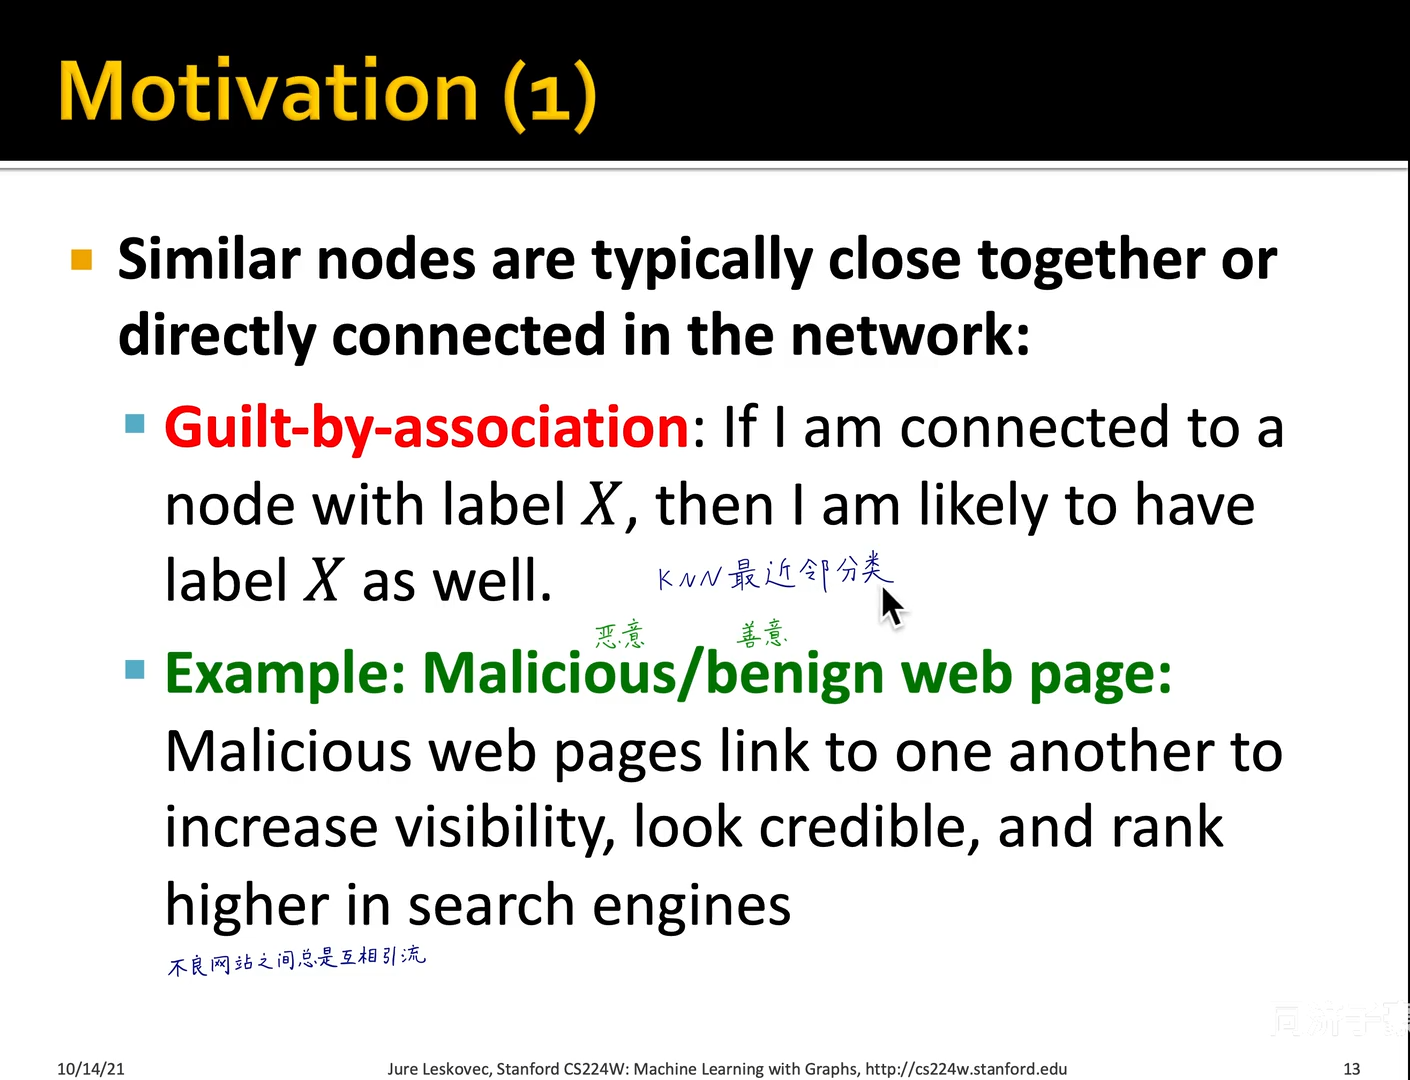 Motivation (1)
Similar nodes are typically close together or
directly connected in the network:
Guilt-by-association: If I am connected to a
node with label X, then I am likely to have
label X as well.
KNN最近邻分类
恶意 善意
Example: Malicious/benign web page:
Malicious web pages link to one another to
increase visibility, look credible, and rank
higher in search engines
不良网站之间总是互相引流
同济子豪
10/14/21 Jure Leskovec, Stanford CS224W: Machine Learning with Graphs, http://cs224w.stanford.edu 13